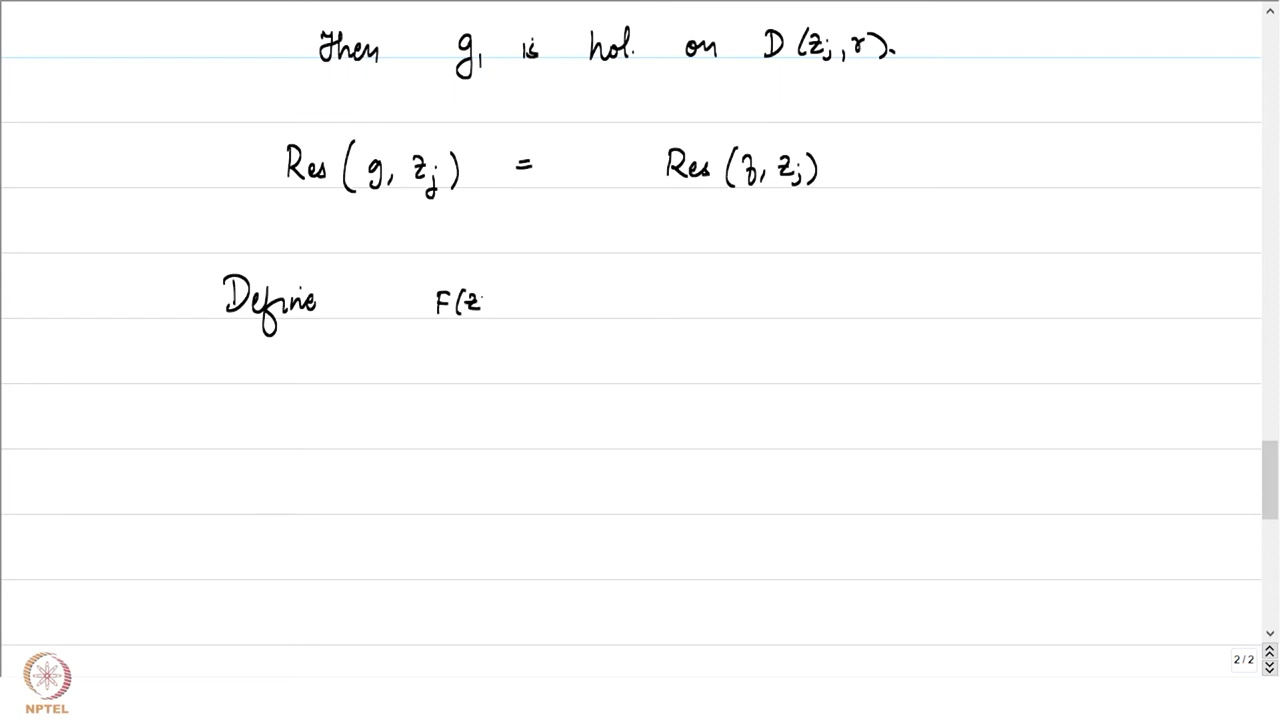 Then g₁ is hol. on D(zⱼ, r).
Res(g, zⱼ) = Res(f, zⱼ)
Define F(z
2 / 2
NPTEL